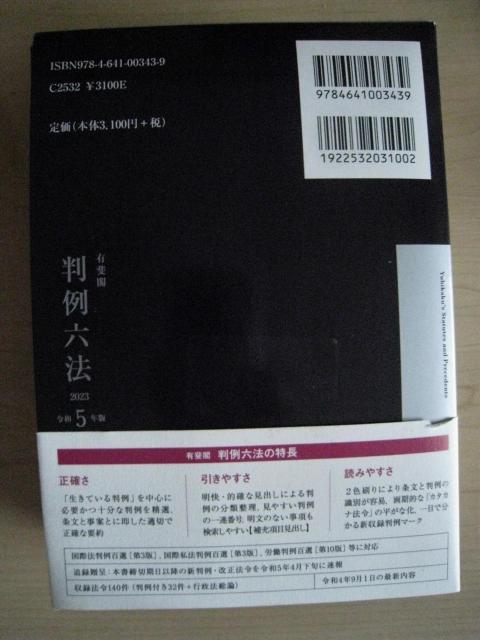 ISBN978-4-641-00343-9
C2532 ¥3100E
定価(本体3,100円+税)
9784641003439
1922532031002
有斐閣
判例六法
2023
令和5年版
Yuhikaku's Statutes and Precedents
有斐閣 判例六法の特長
正確さ
「生きている判例」を中心に
必要かつ十分な判例を精選、
条文と事案とに即した適切で
正確な要約
引きやすさ
明快・的確な見出しによる判
例の分類整理、見やすい判例
の一連番号、明文のない事項も
検索しやすい【補充項目見出し】
読みやすさ
2色刷りにより条文と判例の
識別が容易、画期的な「カタカ
ナ法令」の平がな化、一目で分
かる新収録判例マーク
国際法判例百選[第3版]、国際私法判例百選[第3版]、労働判例百選[第10版]等に対応
追録贈呈:本書締切期日以降の新判例・改正法令を令和5年4月下旬に速報
収録法令140件(判例付き32件+行政法総論)
令和4年9月1日の最新内容